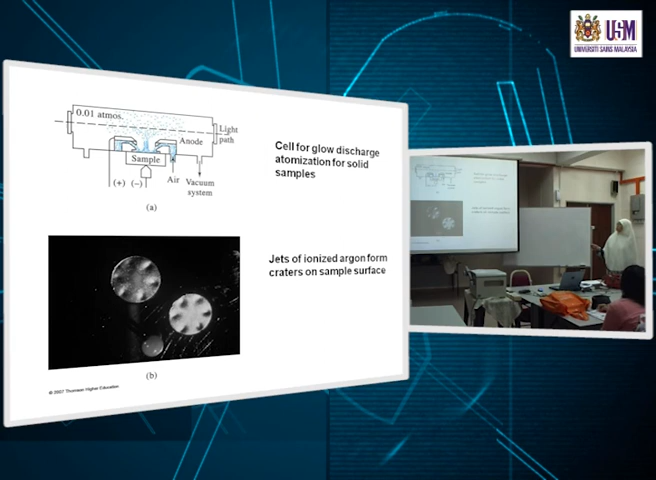 USM
UNIVERSITI SAINS MALAYSIA
0.01 atmos.
Light
path
Anode
Sample
(+) (−)
Air
Vacuum
system
(a)
Cell for glow discharge
atomization for solid
samples
Jets of ionized argon form
craters on sample surface
(b)
© 2007 Thomson Higher Education